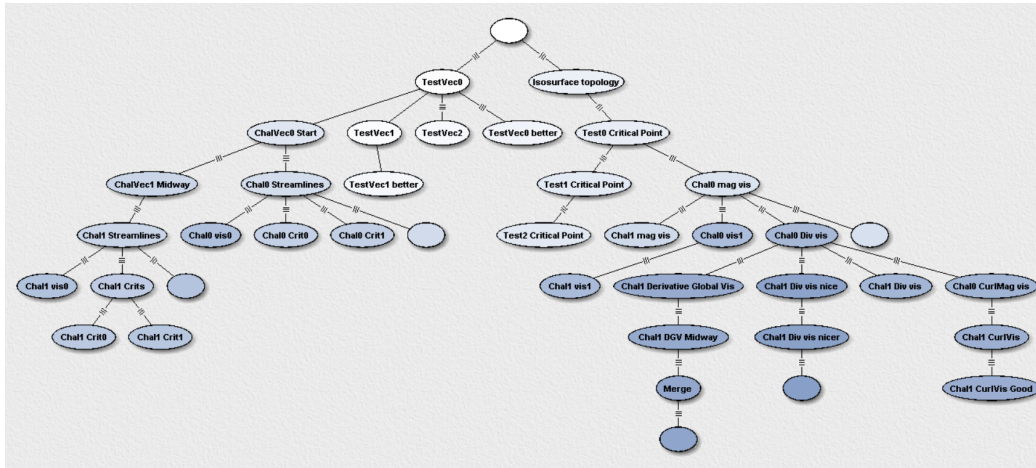 TestVec0
Isosurface topology
ChalVec0 Start
TestVec1
TestVec2
TestVec0 better
Test0 Critical Point
ChalVec1 Midway
Chal0 Streamlines
TestVec1 better
Test1 Critical Point
Chal0 mag vis
Chal1 Streamlines
Chal0 vis0
Chal0 Crit0
Chal0 Crit1
Test2 Critical Point
Chal1 mag vis
Chal0 vis1
Chal0 Div vis
Chal1 vis0
Chal1 Crits
Chal1 vis1
Chal1 Derivative Global Vis
Chal1 Div vis nice
Chal1 Div vis
Chal0 CurlMag vis
Chal1 Crit0
Chal1 Crit1
Chal1 DGV Midway
Chal1 Div vis nicer
Chal1 CurlVis
Merge
Chal1 CurlVis Good